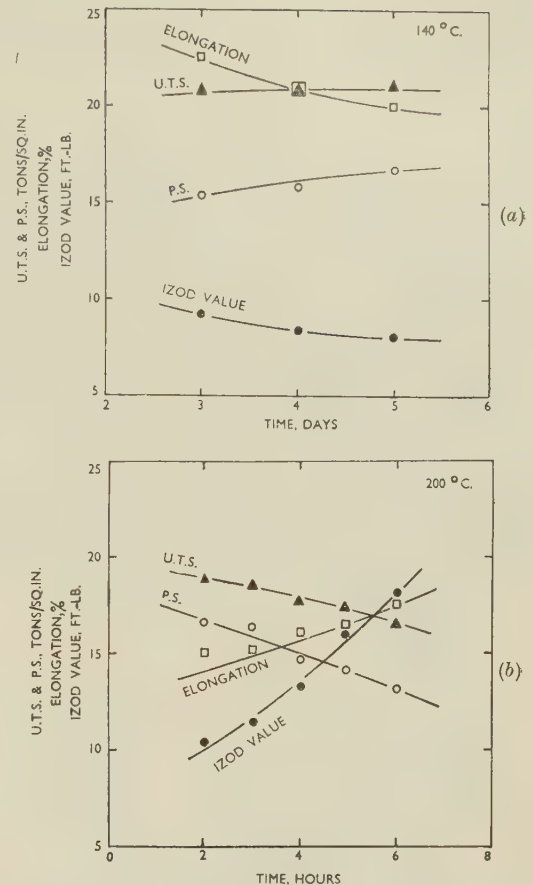 25
20
15
10
5
U.T.S. & P.S., TONS/SQ.IN.
ELONGATION,%
IZOD VALUE, FT.-LB.
140 °C.
ELONGATION
U.T.S.
P.S.
IZOD VALUE
2 3 4 5 6
TIME, DAYS
(a)
25
20
15
10
5
U.T.S. & P.S., TONS/SQ.IN.
ELONGATION,%
IZOD VALUE, FT.-LB.
200 °C.
U.T.S.
P.S.
ELONGATION
IZOD VALUE
0 2 4 6 8
TIME, HOURS
(b)